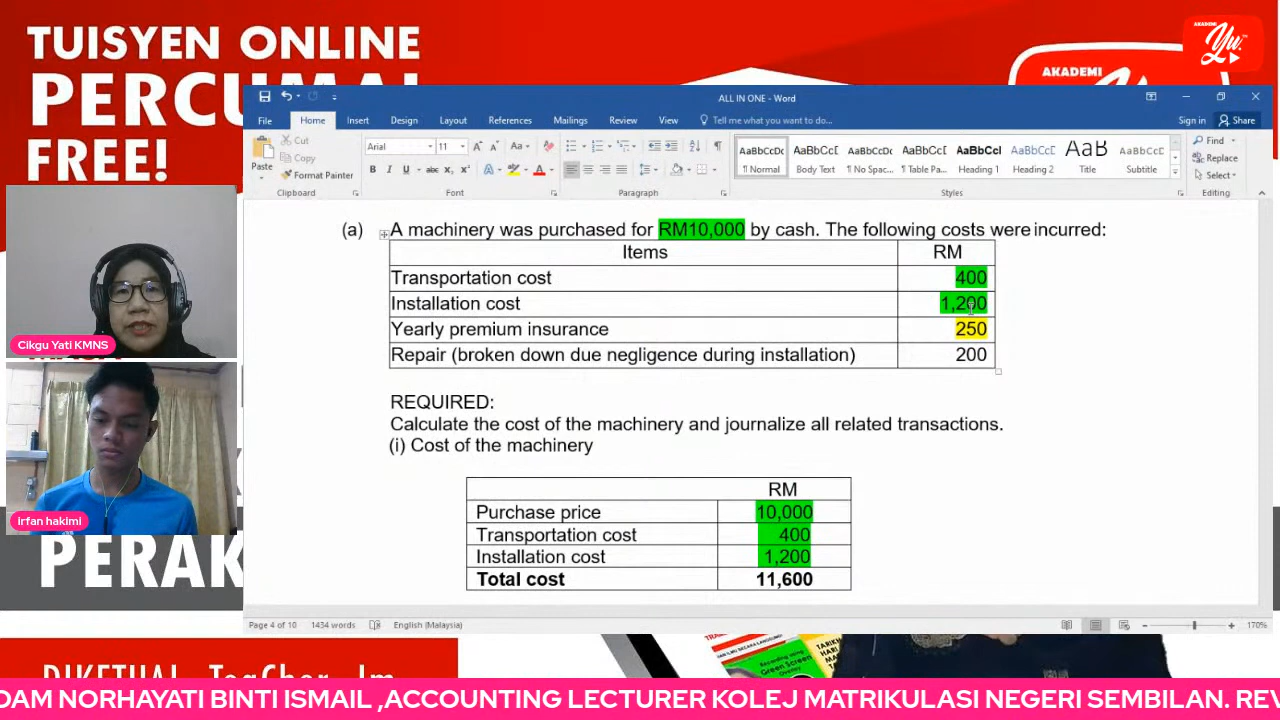 TUISYEN ONLINE
FREE!
AKADEMI
Yu
AKADEMI
ALL IN ONE - Word
File Home Insert Design Layout References Mailings Review View Tell me what you want to do... Sign in Share
Paste
Cut
Copy
Format Painter
Arial 11
AaBbCcDc AaBbCcD AaBbCcDc AaBbCcD AaBbCcI AaBbCcD AaB AaBbCcD
¶ Normal Body Text ¶ No Spac... ¶ Table Pa... Heading 1 Heading 2 Title Subtitle
Find
Replace
Select
Clipboard Font Paragraph Styles Editing
(a) A machinery was purchased for RM10,000 by cash. The following costs were incurred:
Items RM
Transportation cost 400
Installation cost 1,200
Yearly premium insurance 250
Repair (broken down due negligence during installation) 200
REQUIRED:
Calculate the cost of the machinery and journalize all related transactions.
(i) Cost of the machinery
RM
Purchase price 10,000
Transportation cost 400
Installation cost 1,200
Total cost 11,600
Cikgu Yati KMNS
Irfan hakimi
Page 4 of 10 1434 words English (Malaysia) 170%
DAM NORHAYATI BINTI ISMAIL ,ACCOUNTING LECTURER KOLEJ MATRIKULASI NEGERI SEMBILAN. REV